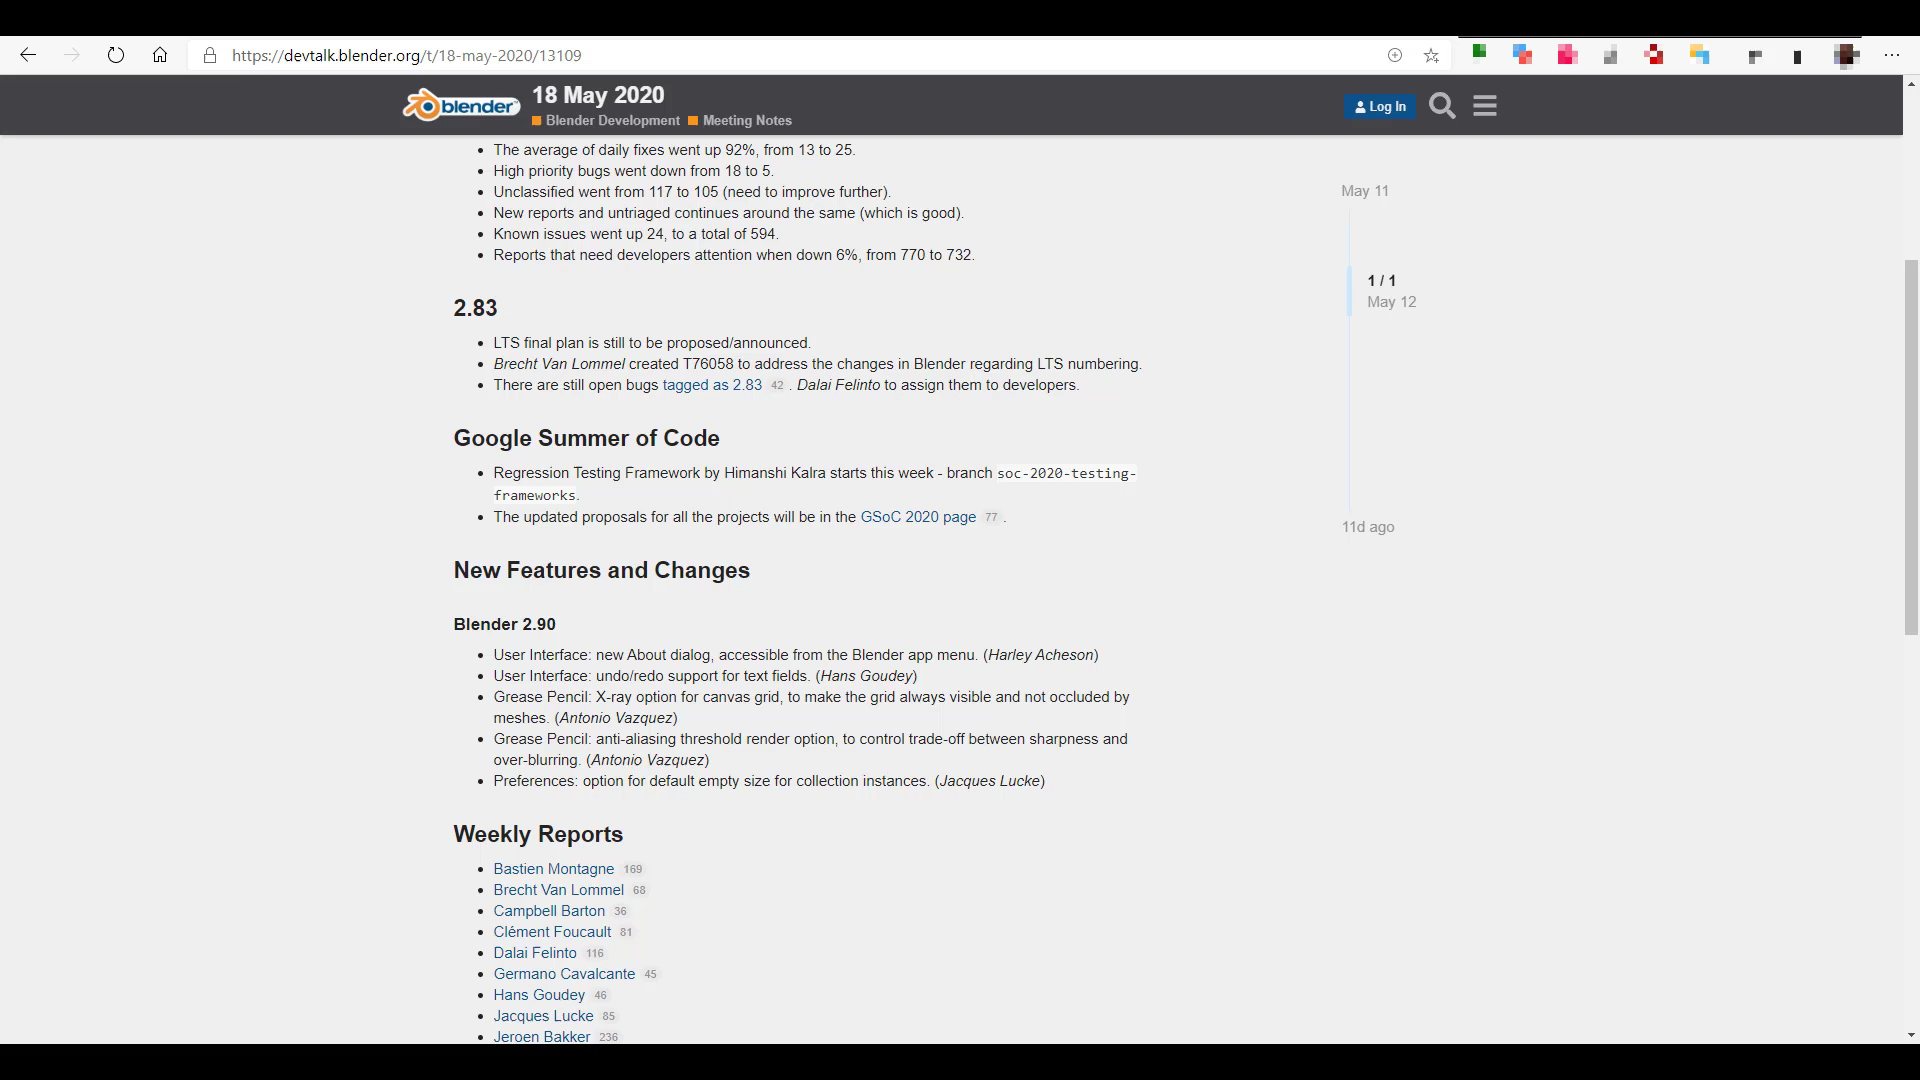 https://devtalk.blender.org/t/18-may-2020/13109
blender
18 May 2020
Blender Development Meeting Notes
Log In
The average of daily fixes went up 92%, from 13 to 25.
High priority bugs went down from 18 to 5.
Unclassified went from 117 to 105 (need to improve further).
New reports and untriaged continues around the same (which is good).
Known issues went up 24, to a total of 594.
Reports that need developers attention when down 6%, from 770 to 732.
May 11
1 / 1
May 12
11d ago
2.83
LTS final plan is still to be proposed/announced.
Brecht Van Lommel created T76058 to address the changes in Blender regarding LTS numbering.
There are still open bugs tagged as 2.83 42 . Dalai Felinto to assign them to developers.
Google Summer of Code
Regression Testing Framework by Himanshi Kalra starts this week - branch soc-2020-testing-
frameworks.
The updated proposals for all the projects will be in the GSoC 2020 page 77 .
New Features and Changes
Blender 2.90
User Interface: new About dialog, accessible from the Blender app menu. (Harley Acheson)
User Interface: undo/redo support for text fields. (Hans Goudey)
Grease Pencil: X-ray option for canvas grid, to make the grid always visible and not occluded by
meshes. (Antonio Vazquez)
Grease Pencil: anti-aliasing threshold render option, to control trade-off between sharpness and
over-blurring. (Antonio Vazquez)
Preferences: option for default empty size for collection instances. (Jacques Lucke)
Weekly Reports
Bastien Montagne 169
Brecht Van Lommel 68
Campbell Barton 36
Clément Foucault 81
Dalai Felinto 116
Germano Cavalcante 45
Hans Goudey 46
Jacques Lucke 85
Jeroen Bakker 236